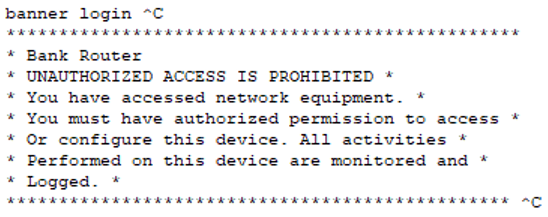 banner login ^C
*************************************************
* Bank Router
* UNAUTHORIZED ACCESS IS PROHIBITED *
* You have accessed network equipment. *
* You must have authorized permission to access *
* Or configure this device. All activities *
* Performed on this device are monitored and *
* Logged. *
************************************************ ^C